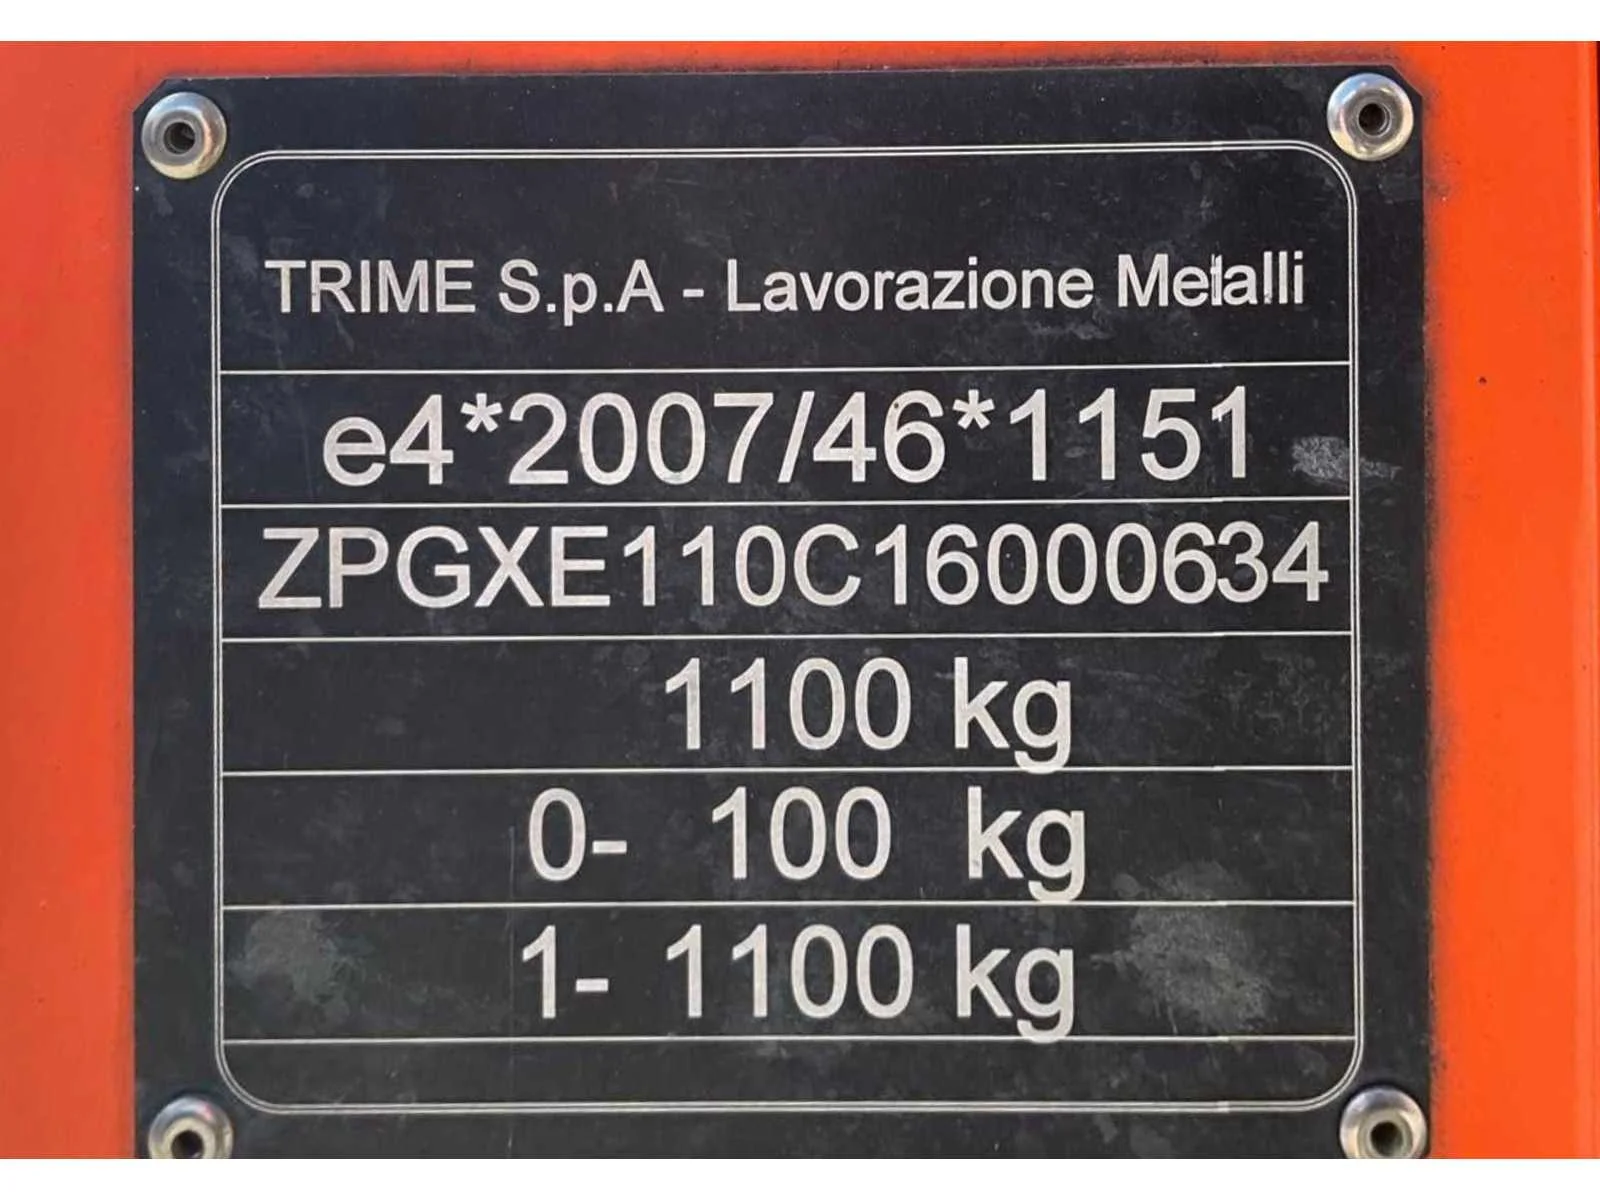 TRIME S.p.A - Lavorazione Metalli
e4*2007/46*1151
ZPGXE110C16000634
1100 kg
0- 100 kg
1- 1100 kg